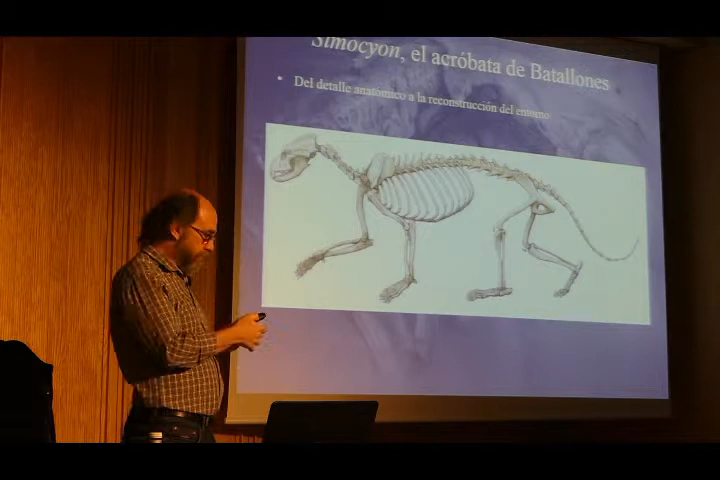 Simocyon, el acróbata de Batallones
Del detalle anatómico a la reconstrucción del entorno